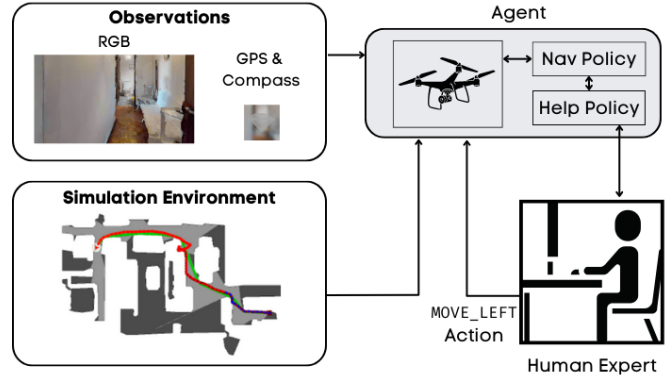 Observations
RGB
GPS &
Compass
Agent
Nav Policy
Help Policy
Simulation Environment
MOVE_LEFT
Action
Human Expert